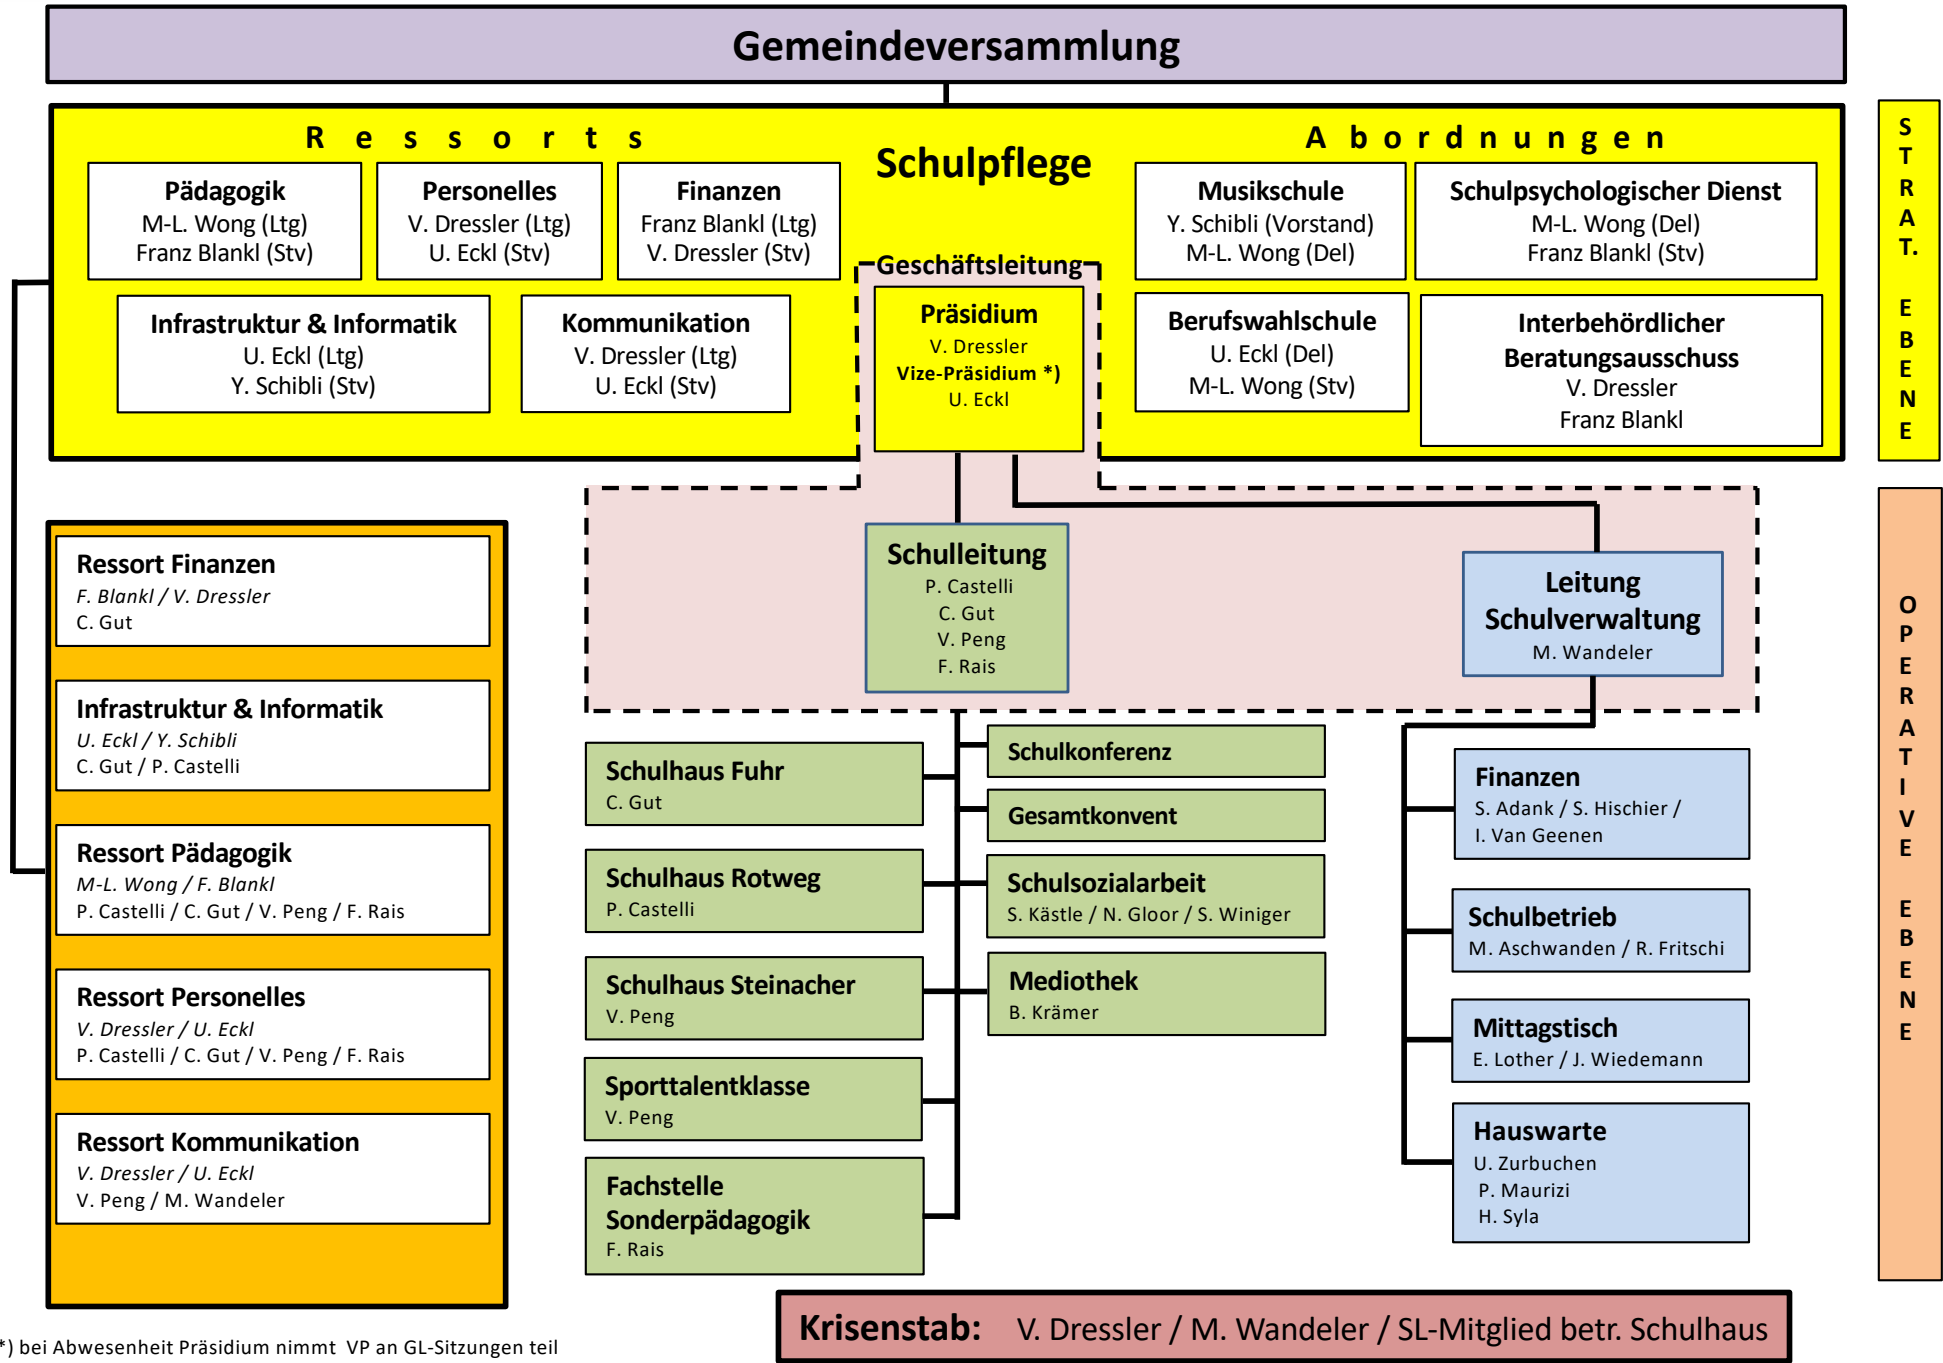 Gemeindeversammlung
R e s s o r t s
Schulpflege
A b o r d n u n g e n
Pädagogik
M-L. Wong (Ltg)
Franz Blankl (Stv)
Personelles
V. Dressler (Ltg)
U. Eckl (Stv)
Finanzen
Franz Blankl (Ltg)
V. Dressler (Stv)
Infrastruktur & Informatik
U. Eckl (Ltg)
Y. Schibli (Stv)
Kommunikation
V. Dressler (Ltg)
U. Eckl (Stv)
Geschäftsleitung
Präsidium
V. Dressler
Vize-Präsidium *)
U. Eckl
Musikschule
Y. Schibli (Vorstand)
M-L. Wong (Del)
Schulpsychologischer Dienst
M-L. Wong (Del)
Franz Blankl (Stv)
Berufswahlschule
U. Eckl (Del)
M-L. Wong (Stv)
Interbehördlicher
Beratungsausschuss
V. Dressler
Franz Blankl
STRAT. EBENE
Ressort Finanzen
F. Blankl / V. Dressler
C. Gut
Infrastruktur & Informatik
U. Eckl / Y. Schibli
C. Gut / P. Castelli
Ressort Pädagogik
M-L. Wong / F. Blankl
P. Castelli / C. Gut / V. Peng / F. Rais
Ressort Personelles
V. Dressler / U. Eckl
P. Castelli / C. Gut / V. Peng / F. Rais
Ressort Kommunikation
V. Dressler / U. Eckl
V. Peng / M. Wandeler
Schulleitung
P. Castelli
C. Gut
V. Peng
F. Rais
Leitung
Schulverwaltung
M. Wandeler
Schulhaus Fuhr
C. Gut
Schulhaus Rotweg
P. Castelli
Schulhaus Steinacher
V. Peng
Sporttalentklasse
V. Peng
Fachstelle
Sonderpädagogik
F. Rais
Schulkonferenz
Gesamtkonvent
Schulsozialarbeit
S. Kästle / N. Gloor / S. Winiger
Mediothek
B. Krämer
Finanzen
S. Adank / S. Hischier /
I. Van Geenen
Schulbetrieb
M. Aschwanden / R. Fritschi
Mittagstisch
E. Lother / J. Wiedemann
Hauswarte
U. Zurbuchen
P. Maurizi
H. Syla
OPERATIVE EBENE
Krisenstab: V. Dressler / M. Wandeler / SL-Mitglied betr. Schulhaus
*) bei Abwesenheit Präsidium nimmt VP an GL-Sitzungen teil